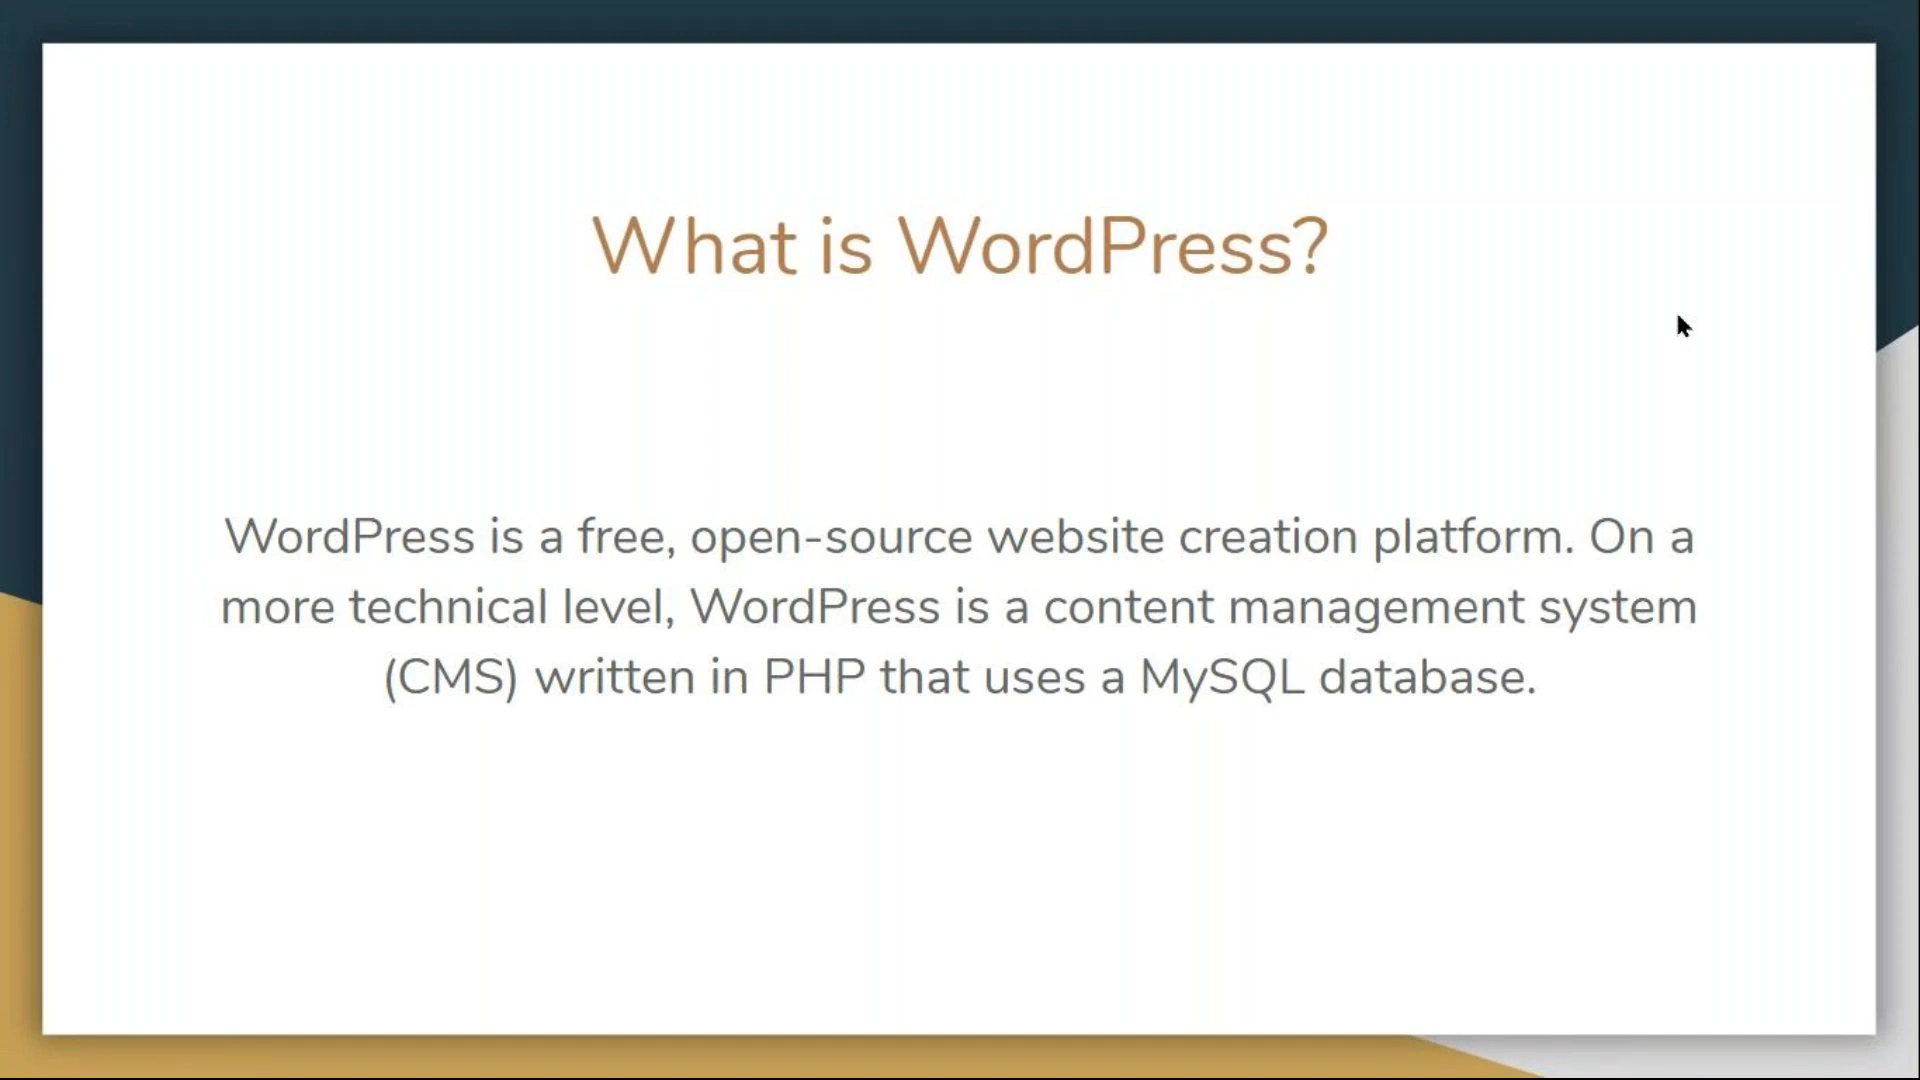 What is WordPress?
WordPress is a free, open-source website creation platform. On a
more technical level, WordPress is a content management system
(CMS) written in PHP that uses a MySQL database.